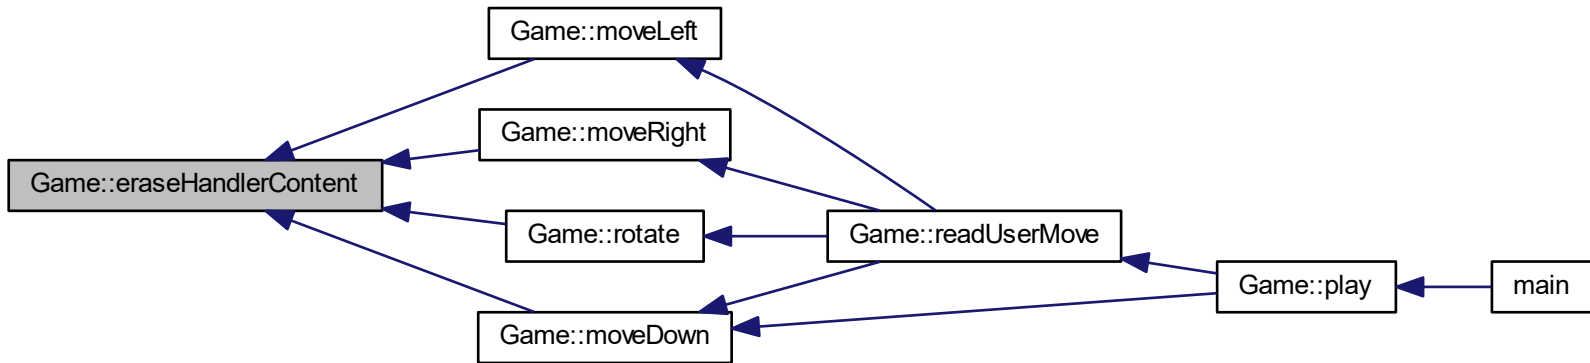 Game::moveLeft
Game::moveRight
Game::eraseHandlerContent
Game::rotate
Game::readUserMove
Game::play
main
Game::moveDown